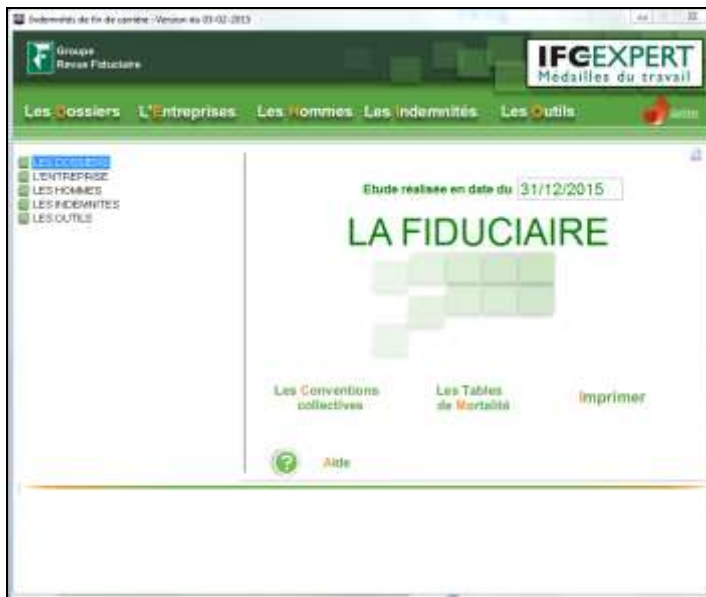 Indemnités de fin de carrière - Version du 03-02-2015
Groupe
Revue Fiduciaire
IFCEXPERT
Médailles du travail
Les Dossiers L'Entreprises Les Hommes Les Indemnités Les Outils
LES DOSSIERS
L'ENTREPRISE
LES HOMMES
LES INDEMNITES
LES OUTILS
Etude réalisée en date du 31/12/2015
LA FIDUCIAIRE
Les Conventions
collectives
Les Tables
de Mortalité
Imprimer
Aide